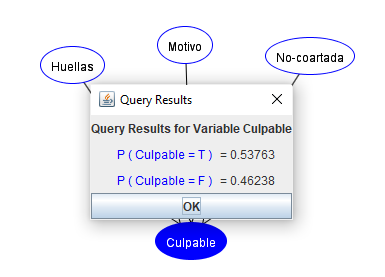 Motivo
Huellas
No-coartada
Query Results
Query Results for Variable Culpable
P ( Culpable = T ) = 0.53763
P ( Culpable = F ) = 0.46238
OK
Culpable